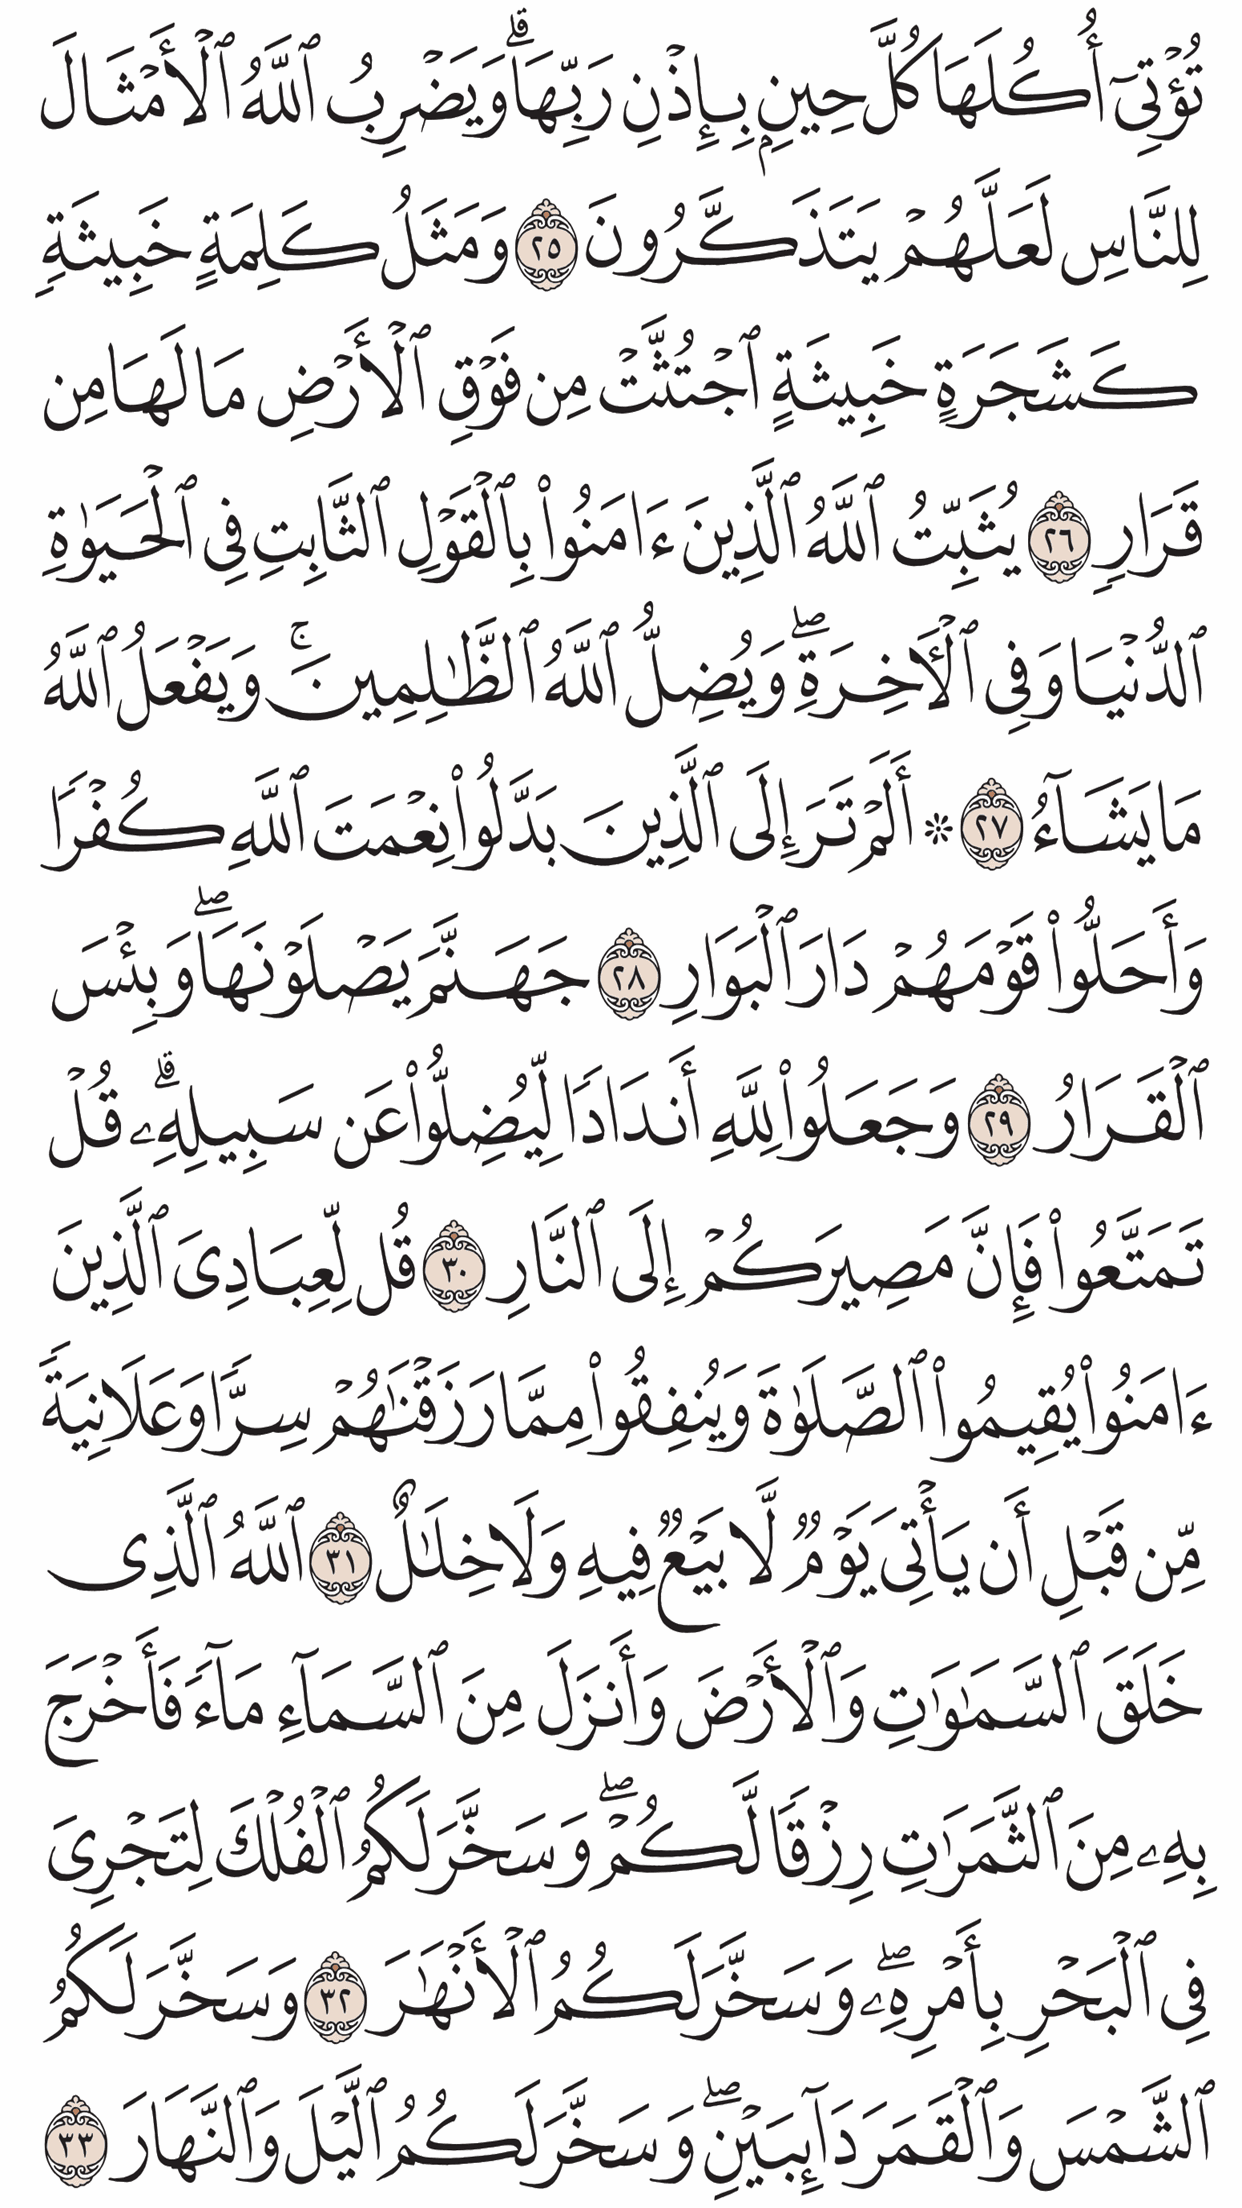 تُؤۡتِيٓ أُكُلَهَا كُلَّ حِينِۭ بِإِذۡنِ رَبِّهَاۗ وَيَضۡرِبُ ٱللَّهُ ٱلۡأَمۡثَالَ
لِلنَّاسِ لَعَلَّهُمۡ يَتَذَكَّرُونَ ٢٥ وَمَثَلُ كَلِمَةٍ خَبِيثَةٖ
كَشَجَرَةٍ خَبِيثَةٍ ٱجۡتُثَّتۡ مِن فَوۡقِ ٱلۡأَرۡضِ مَا لَهَا مِن
قَرَارٖ ٢٦ يُثَبِّتُ ٱللَّهُ ٱلَّذِينَ ءَامَنُواْ بِٱلۡقَوۡلِ ٱلثَّابِتِ فِي ٱلۡحَيَوٰةِ
ٱلدُّنۡيَا وَفِي ٱلۡأٓخِرَةِۖ وَيُضِلُّ ٱللَّهُ ٱلظَّٰلِمِينَۚ وَيَفۡعَلُ ٱللَّهُ
مَا يَشَآءُ ٢٧ ۞ أَلَمۡ تَرَ إِلَى ٱلَّذِينَ بَدَّلُواْ نِعۡمَتَ ٱللَّهِ كُفۡرٗا
وَأَحَلُّواْ قَوۡمَهُمۡ دَارَ ٱلۡبَوَارِ ٢٨ جَهَنَّمَ يَصۡلَوۡنَهَاۖ وَبِئۡسَ
ٱلۡقَرَارُ ٢٩ وَجَعَلُواْ لِلَّهِ أَندَادٗا لِّيُضِلُّواْ عَن سَبِيلِهِۦۗ قُلۡ
تَمَتَّعُواْ فَإِنَّ مَصِيرَكُمۡ إِلَى ٱلنَّارِ ٣٠ قُل لِّعِبَادِيَ ٱلَّذِينَ
ءَامَنُواْ يُقِيمُواْ ٱلصَّلَوٰةَ وَيُنفِقُواْ مِمَّا رَزَقۡنَٰهُمۡ سِرّٗا وَعَلَانِيَةٗ
مِّن قَبۡلِ أَن يَأۡتِيَ يَوۡمٞ لَّا بَيۡعٞ فِيهِ وَلَا خِلَٰلٌ ٣١ ٱللَّهُ ٱلَّذِي
خَلَقَ ٱلسَّمَٰوَٰتِ وَٱلۡأَرۡضَ وَأَنزَلَ مِنَ ٱلسَّمَآءِ مَآءٗ فَأَخۡرَجَ
بِهِۦ مِنَ ٱلثَّمَرَٰتِ رِزۡقٗا لَّكُمۡۖ وَسَخَّرَ لَكُمُ ٱلۡفُلۡكَ لِتَجۡرِيَ
فِي ٱلۡبَحۡرِ بِأَمۡرِهِۦۖ وَسَخَّرَ لَكُمُ ٱلۡأَنۡهَٰرَ ٣٢ وَسَخَّرَ لَكُمُ
ٱلشَّمۡسَ وَٱلۡقَمَرَ دَآئِبَيۡنِۖ وَسَخَّرَ لَكُمُ ٱلَّيۡلَ وَٱلنَّهَارَ ٣٣